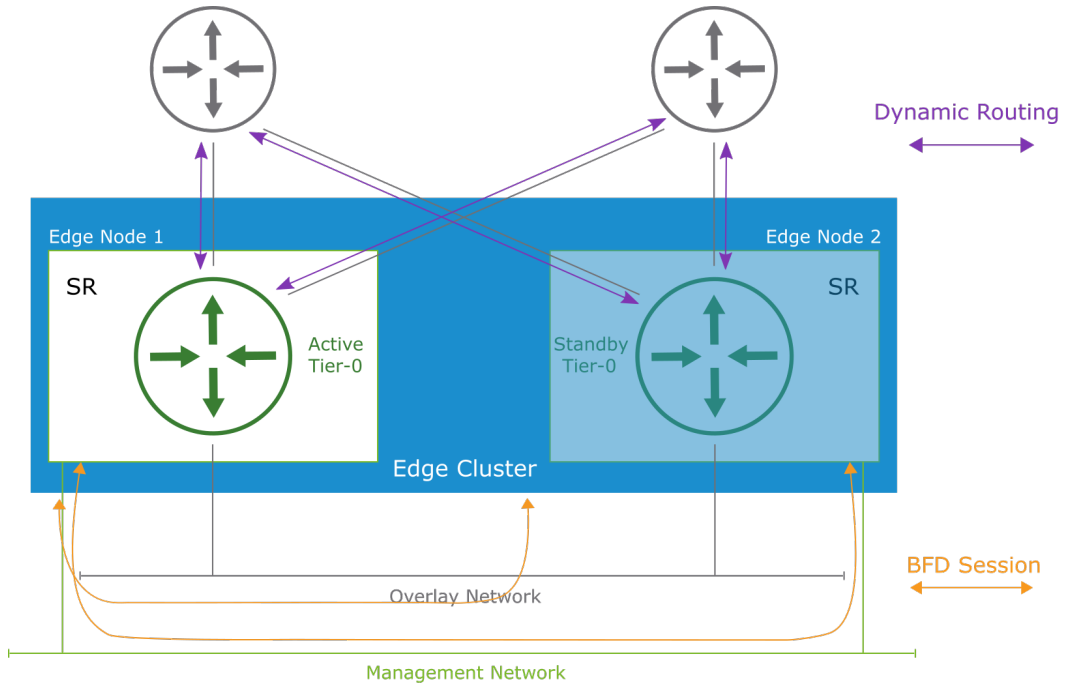 Dynamic Routing
Edge Node 1
Edge Node 2
SR
SR
Active
Tier-0
Standby
Tier-0
Edge Cluster
BFD Session
Overlay Network
Management Network